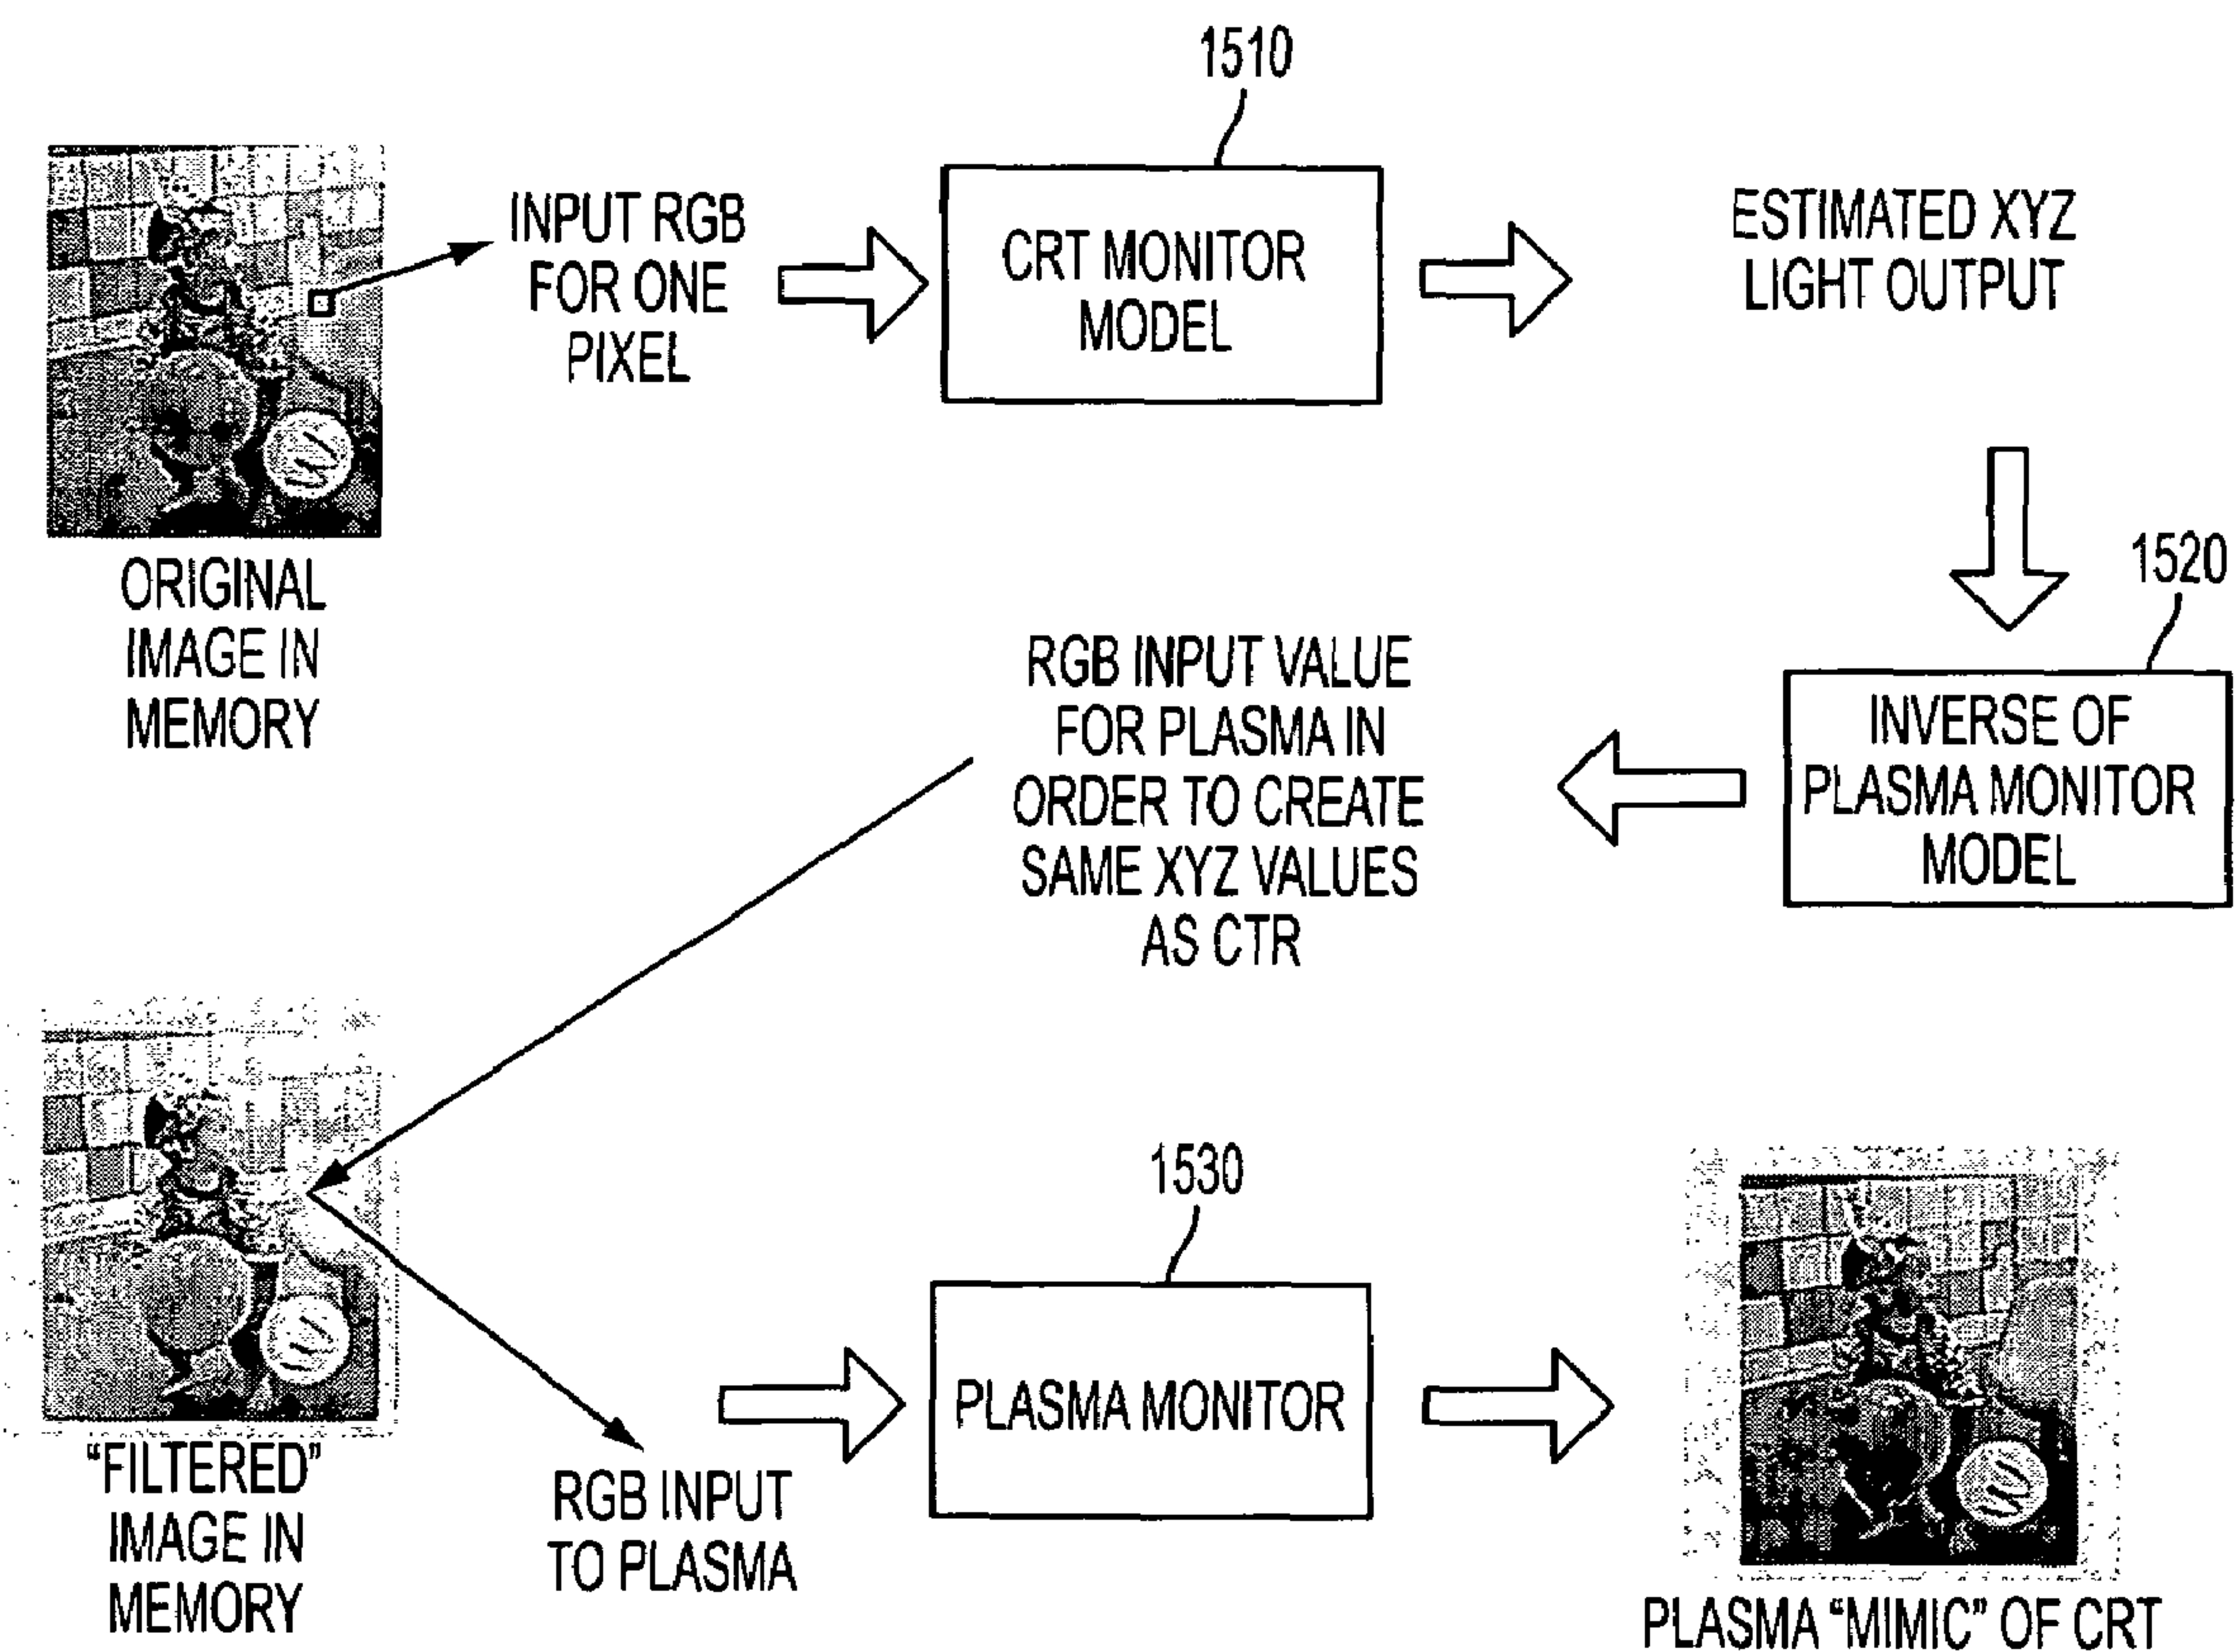 1510
INPUT RGB
FOR ONE
PIXEL
CRT MONITOR
MODEL
ESTIMATED XYZ
LIGHT OUTPUT
ORIGINAL
IMAGE IN
MEMORY
1520
INVERSE OF
PLASMA MONITOR
MODEL
RGB INPUT VALUE
FOR PLASMA IN
ORDER TO CREATE
SAME XYZ VALUES
AS CTR
"FILTERED"
IMAGE IN
MEMORY
RGB INPUT
TO PLASMA
1530
PLASMA MONITOR
PLASMA "MIMIC" OF CRT